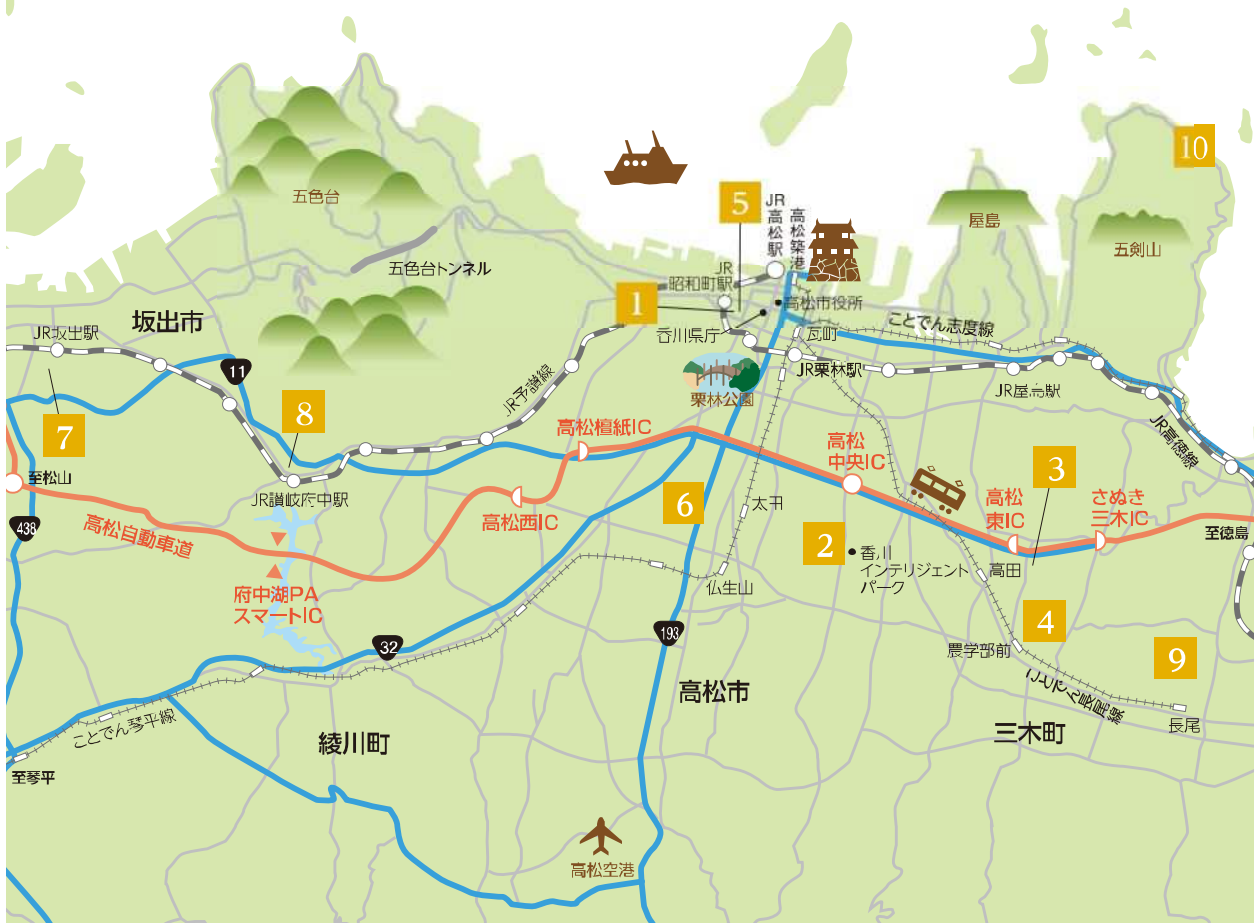 10
五色台
5
JR
高松駅
高松築港
屋島
五剣山
五色台トンネル
JR
昭和町駅
1
高松市役所
坂出市
JR坂出駅
香川県庁
瓦町
ことでん志度線
11
JR予讃線
栗林公園
JR栗林駅
JR屋島駅
JR高徳線
7
8
高松檀紙IC
高松
中央IC
至松山
JR讃岐府中駅
高松西IC
6
太田
高松
東IC
3
さぬき
三木IC
438
高松自動車道
2
香川
インテリジェント
パーク
高田
至徳島
府中湖PA
スマートIC
仏生山
4
32
193
農学部前
9
ことでん琴平線
綾川町
高松市
三木町
ことでん長尾線
長尾
至琴平
高松空港